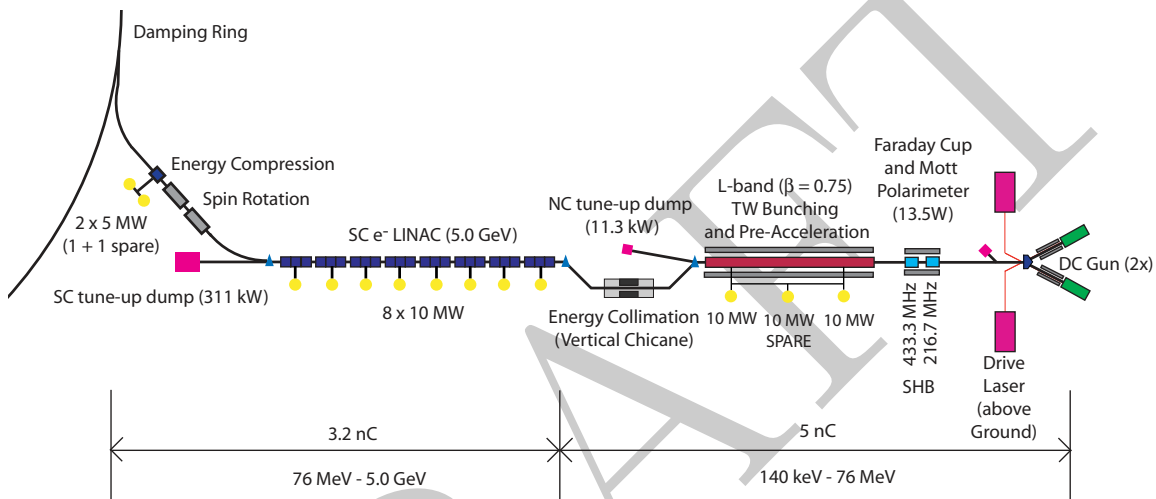 Damping Ring
Energy Compression
Spin Rotation
2 x 5 MW
(1 + 1 spare)
SC tune-up dump (311 kW)
SC e⁻ LINAC (5.0 GeV)
8 x 10 MW
NC tune-up dump
(11.3 kW)
Energy Collimation
(Vertical Chicane)
L-band (β = 0.75)
TW Bunching
and Pre-Acceleration
10 MW
10 MW
SPARE
10 MW
Faraday Cup
and Mott
Polarimeter
(13.5W)
433.3 MHz
216.7 MHz
SHB
DC Gun (2x)
Drive
Laser
(above
Ground)
3.2 nC
5 nC
76 MeV - 5.0 GeV
140 keV - 76 MeV
AFT